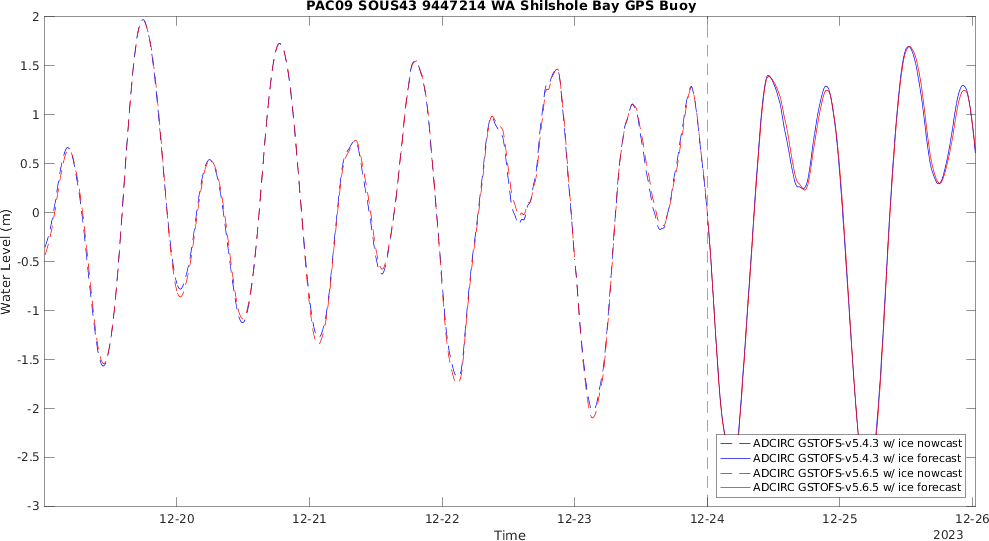 PAC09 SOUS43 9447214 WA Shilshole Bay GPS Buoy
2
1.5
1
0.5
0
-0.5
-1
-1.5
-2
-2.5
-3
Water Level (m)
ADCIRC GSTOFS-v5.4.3 w/ ice nowcast
ADCIRC GSTOFS-v5.4.3 w/ ice forecast
ADCIRC GSTOFS-v5.6.5 w/ ice nowcast
ADCIRC GSTOFS-v5.6.5 w/ ice forecast
12-20 12-21 12-22 12-23 12-24 12-25 12-26
Time
2023